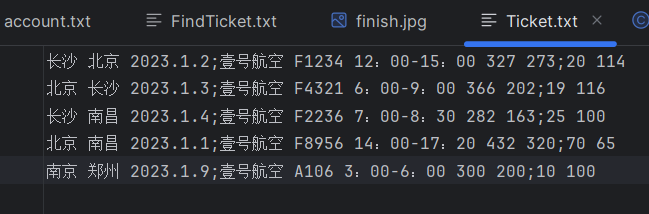 account.txt FindTicket.txt finish.jpg Ticket.txt
长沙 北京 2023.1.2;壹号航空 F1234 12：00-15：00 327 273;20 114
北京 长沙 2023.1.3;壹号航空 F4321 6：00-9：00 366 202;19 116
长沙 南昌 2023.1.4;壹号航空 F2236 7：00-8：30 282 163;25 100
北京 南昌 2023.1.1;壹号航空 F8956 14：00-17：20 432 320;70 65
南京 郑州 2023.1.9;壹号航空 A106 3：00-6：00 300 200;10 100